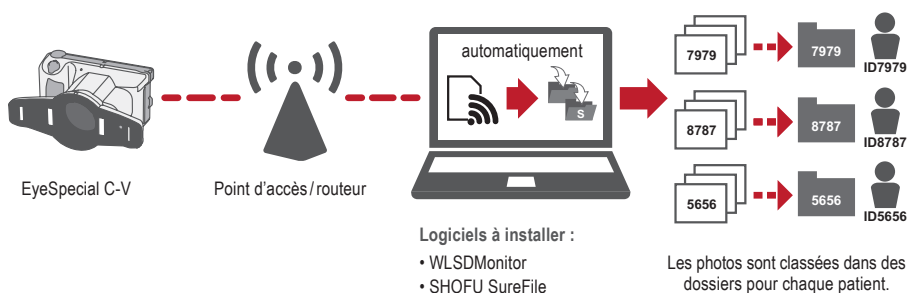 automatiquement
S
7979
7979
ID7979
8787
8787
ID8787
5656
5656
ID5656
EyeSpecial C-V
Point d'accès / routeur
Logiciels à installer :
• WLSDMonitor
• SHOFU SureFile
Les photos sont classées dans des
dossiers pour chaque patient.